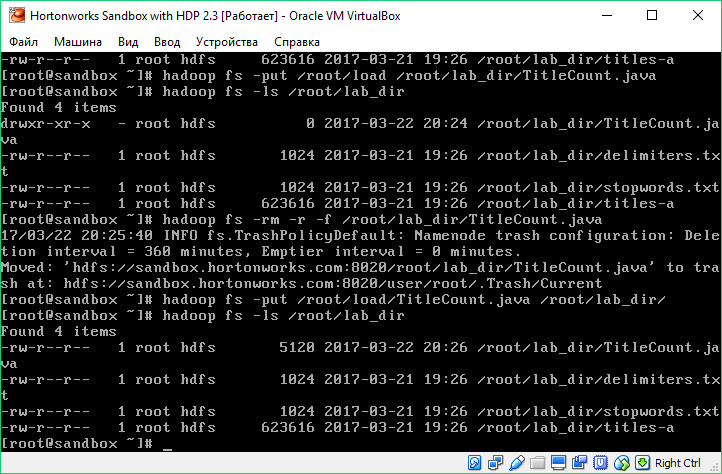 Hortonworks Sandbox with HDP 2.3 [Работает] - Oracle VM VirtualBox
Файл Машина Вид Ввод Устройства Справка
-rw-r--r-- 1 root hdfs 623616 2017-03-21 19:26 /root/lab_dir/titles-a
[root@sandbox ~]# hadoop fs -put /root/load /root/lab_dir/TitleCount.java
[root@sandbox ~]# hadoop fs -ls /root/lab_dir
Found 4 items
drwxr-xr-x - root hdfs 0 2017-03-22 20:24 /root/lab_dir/TitleCount.ja
va
-rw-r--r-- 1 root hdfs 1024 2017-03-21 19:26 /root/lab_dir/delimiters.tx
t
-rw-r--r-- 1 root hdfs 1024 2017-03-21 19:26 /root/lab_dir/stopwords.txt
-rw-r--r-- 1 root hdfs 623616 2017-03-21 19:26 /root/lab_dir/titles-a
[root@sandbox ~]# hadoop fs -rm -r -f /root/lab_dir/TitleCount.java
17/03/22 20:25:40 INFO fs.TrashPolicyDefault: Namenode trash configuration: Dele
tion interval = 360 minutes, Emptier interval = 0 minutes.
Moved: 'hdfs://sandbox.hortonworks.com:8020/root/lab_dir/TitleCount.java' to tra
sh at: hdfs://sandbox.hortonworks.com:8020/user/root/.Trash/Current
[root@sandbox ~]# hadoop fs -put /root/load/TitleCount.java /root/lab_dir/
[root@sandbox ~]# hadoop fs -ls /root/lab_dir
Found 4 items
-rw-r--r-- 1 root hdfs 5120 2017-03-22 20:26 /root/lab_dir/TitleCount.ja
va
-rw-r--r-- 1 root hdfs 1024 2017-03-21 19:26 /root/lab_dir/delimiters.tx
t
-rw-r--r-- 1 root hdfs 1024 2017-03-21 19:26 /root/lab_dir/stopwords.txt
-rw-r--r-- 1 root hdfs 623616 2017-03-21 19:26 /root/lab_dir/titles-a
[root@sandbox ~]# _
Right Ctrl